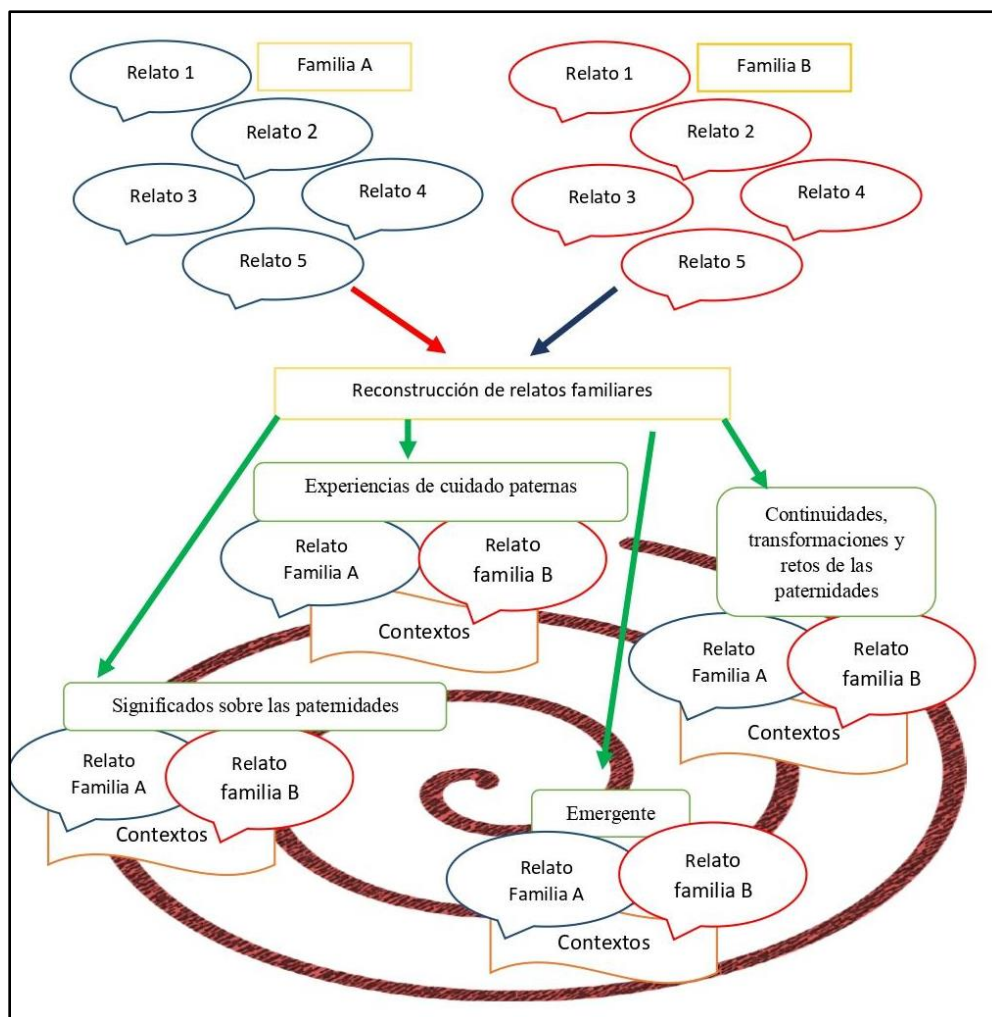 Relato 1
Familia A
Relato 2
Relato 3
Relato 4
Relato 5
Relato 1
Familia B
Relato 2
Relato 3
Relato 4
Relato 5
Reconstrucción de relatos familiares
Experiencias de cuidado paternas
Relato
Familia A
Relato
familia B
Contextos
Continuidades,
transformaciones y
retos de las
paternidades
Relato
Familia A
Relato
familia B
Contextos
Significados sobre las paternidades
Relato
Familia A
Relato
familia B
Contextos
Emergente
Relato
Familia A
Relato
familia B
Contextos